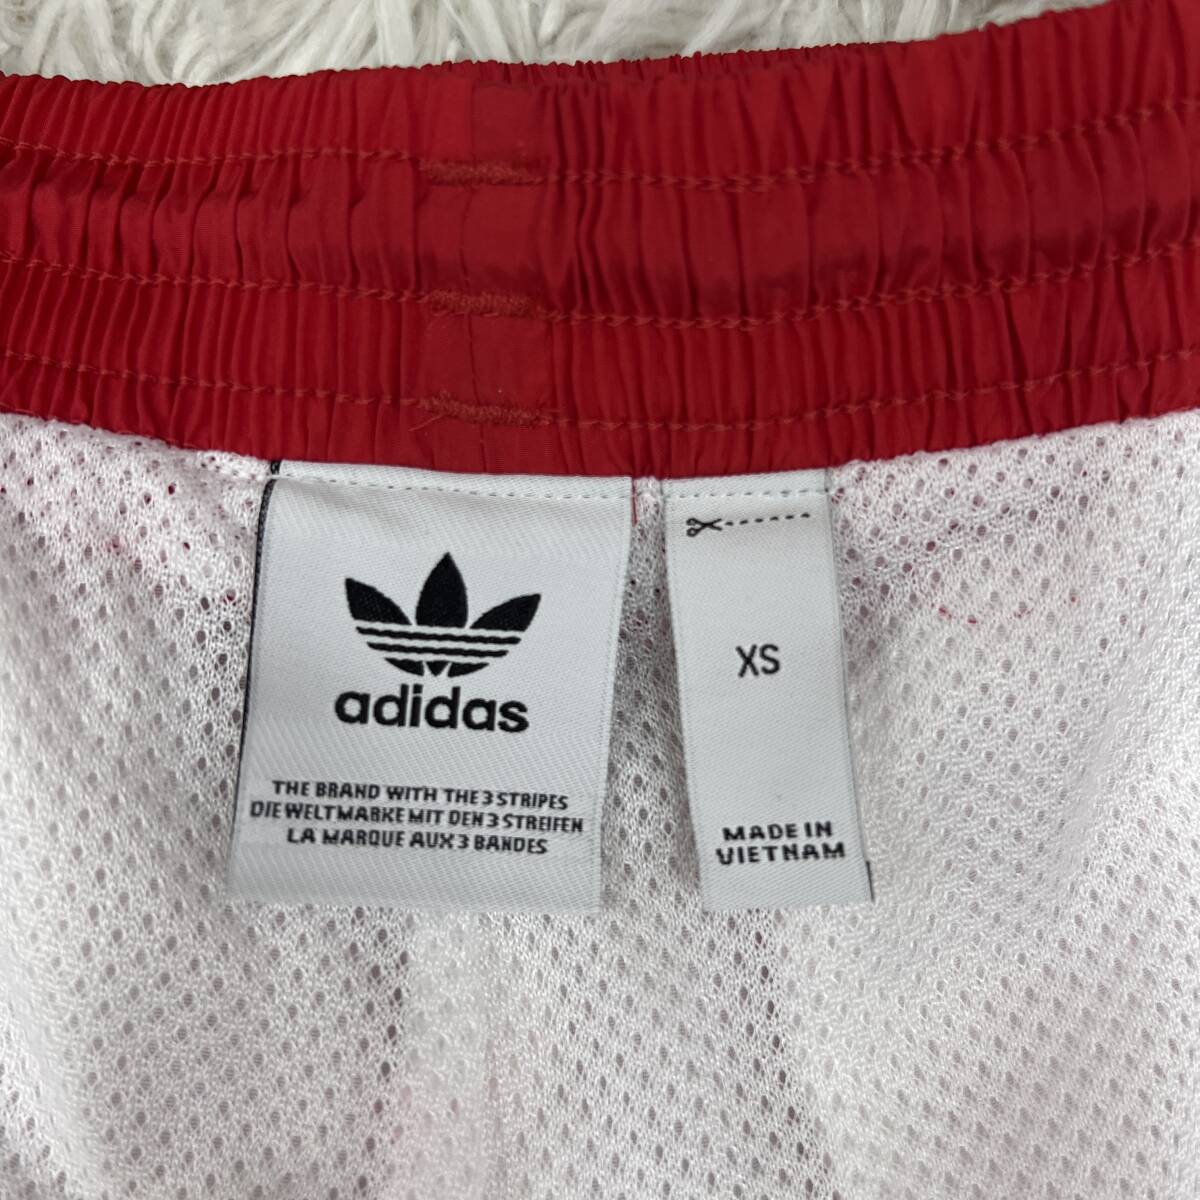 adidas
THE BRAND WITH THE 3 STRIPES
DIE WELTMARKE MIT DEN 3 STREIFEN
LA MARQUE AUX 3 BANDES
XS
MADE IN
VIETNAM